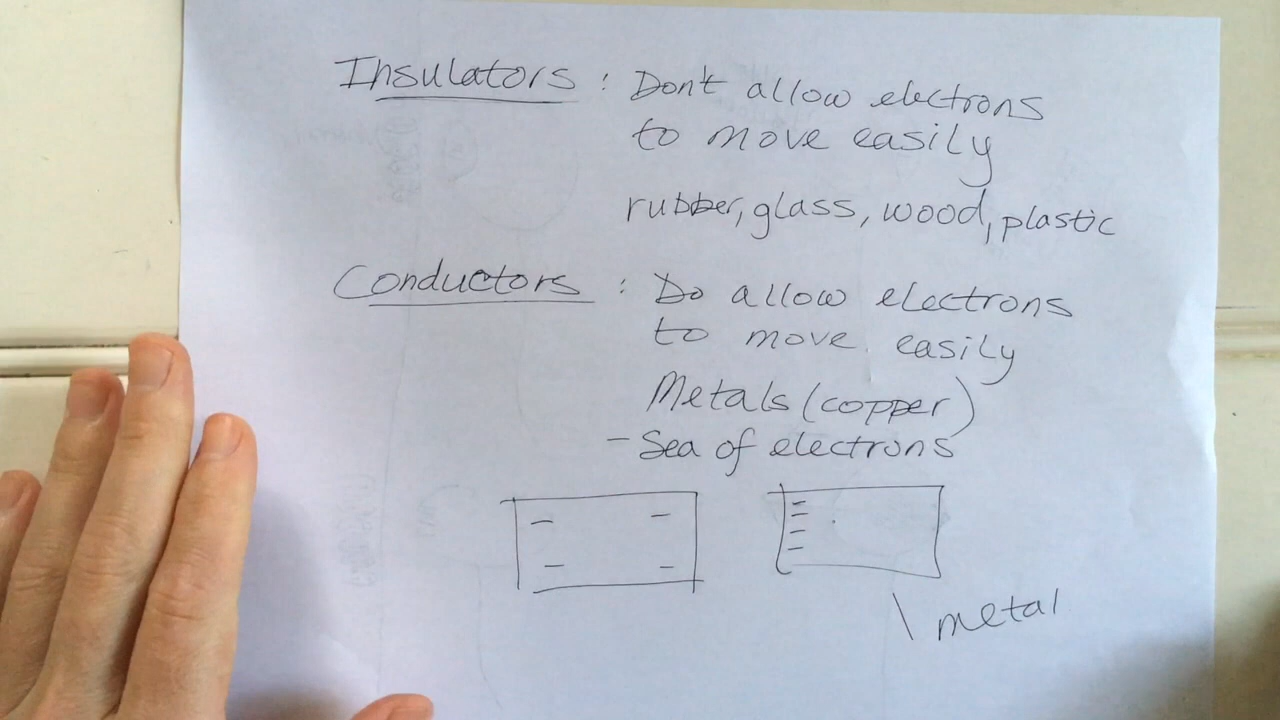 Insulators : Don't allow electrons
to move easily
rubber, glass, wood, plastic
Conductors : Do allow electrons
to move easily
Metals (copper)
- Sea of electrons
metal